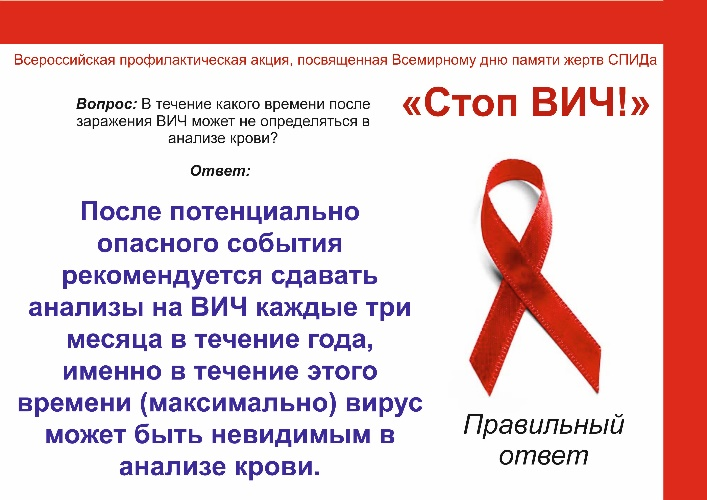 Всероссийская профилактическая акция, посвященная Всемирному дню памяти жертв СПИДа
«Стоп ВИЧ!»
Вопрос: В течение какого времени после
заражения ВИЧ может не определяться в
анализе крови?
Ответ:
После потенциально
опасного события
рекомендуется сдавать
анализы на ВИЧ каждые три
месяца в течение года,
именно в течение этого
времени (максимально) вирус
может быть невидимым в
анализе крови.
Правильный
ответ